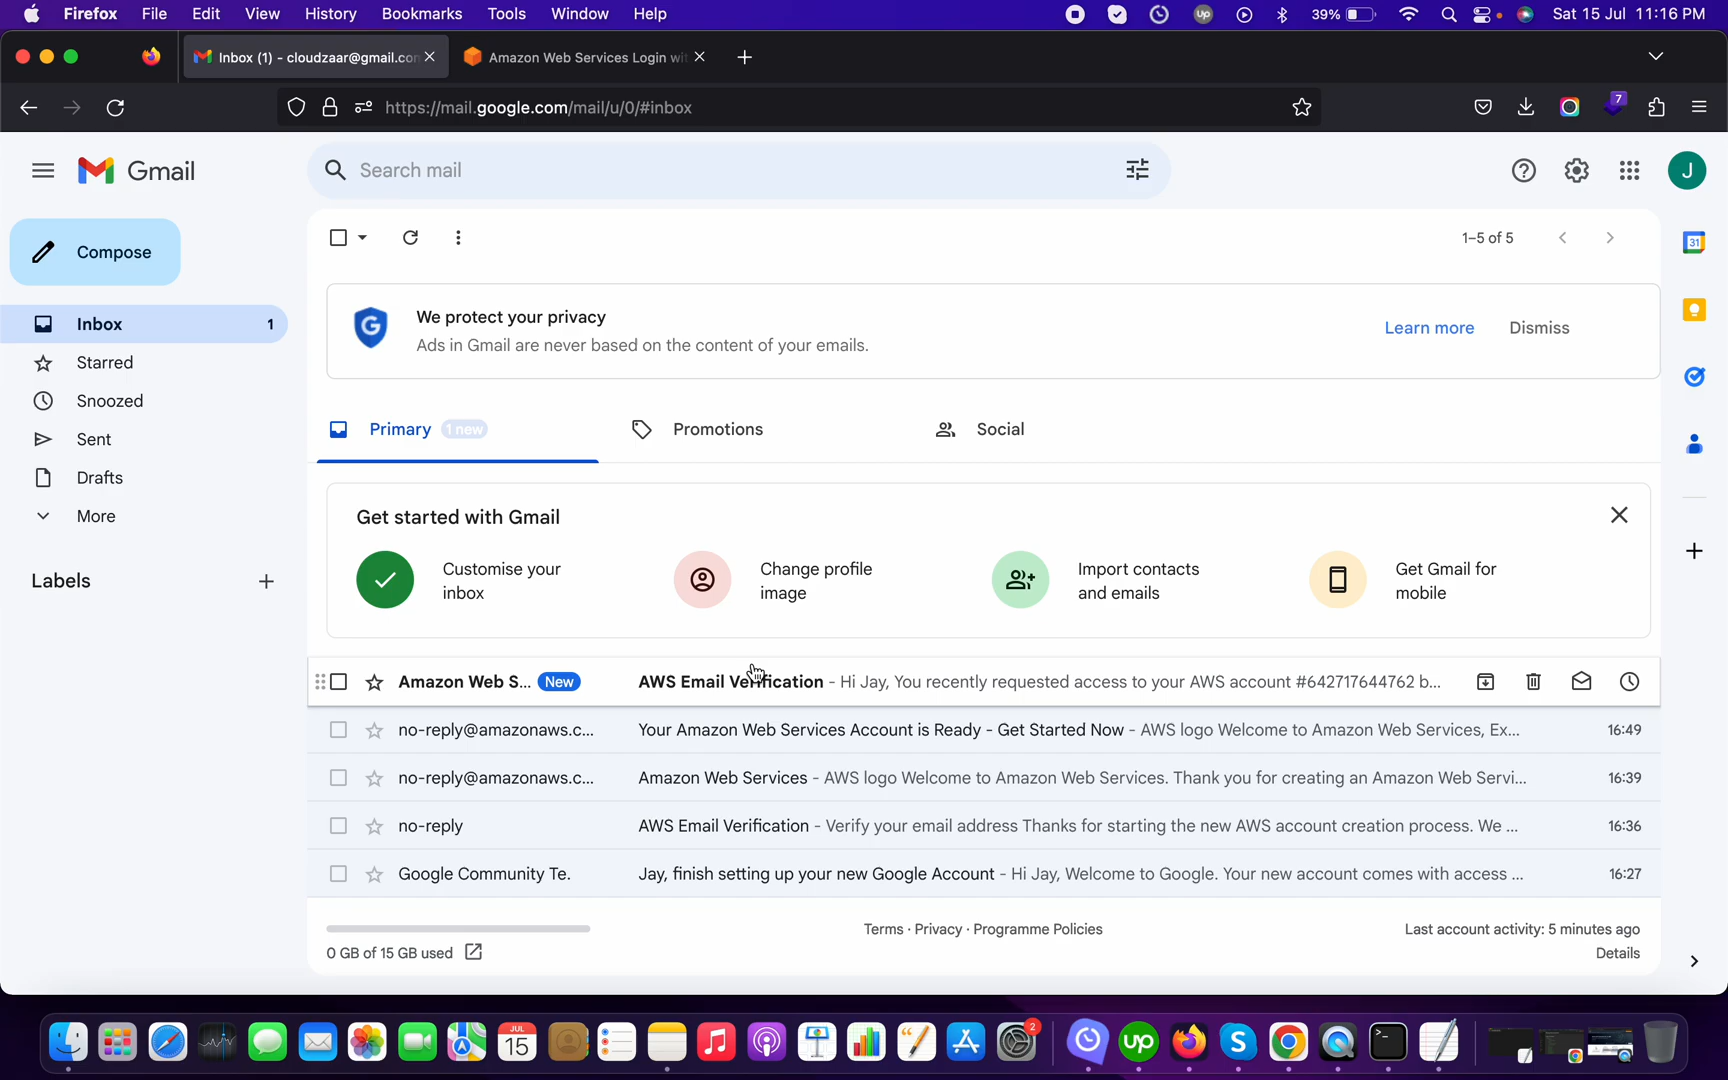 Firefox File Edit View History Bookmarks Tools Window Help
up
39%
Sat 15 Jul 11:16 PM
Inbox (1) - cloudzaar@gmail.co
Amazon Web Services Login wit
https://mail.google.com/mail/u/0/#inbox
7
Gmail
Search mail
J
Compose
1–5 of 5
31
Inbox 1
Starred
Snoozed
Sent
Drafts
More
Labels
G
We protect your privacy
Ads in Gmail are never based on the content of your emails.
Learn more
Dismiss
Primary 1 new
Promotions
Social
Get started with Gmail
Customise your
inbox
Change profile
image
Import contacts
and emails
Get Gmail for
mobile
Amazon Web S... New AWS Email Verification - Hi Jay, You recently requested access to your AWS account #642717644762 b...
no-reply@amazonaws.c... Your Amazon Web Services Account is Ready - Get Started Now - AWS logo Welcome to Amazon Web Services, Ex... 16:49
no-reply@amazonaws.c... Amazon Web Services - AWS logo Welcome to Amazon Web Services. Thank you for creating an Amazon Web Servi... 16:39
no-reply AWS Email Verification - Verify your email address Thanks for starting the new AWS account creation process. We ... 16:36
Google Community Te. Jay, finish setting up your new Google Account - Hi Jay, Welcome to Google. Your new account comes with access ... 16:27
0 GB of 15 GB used
Terms · Privacy · Programme Policies
Last account activity: 5 minutes ago
Details
JUL
15
2
up